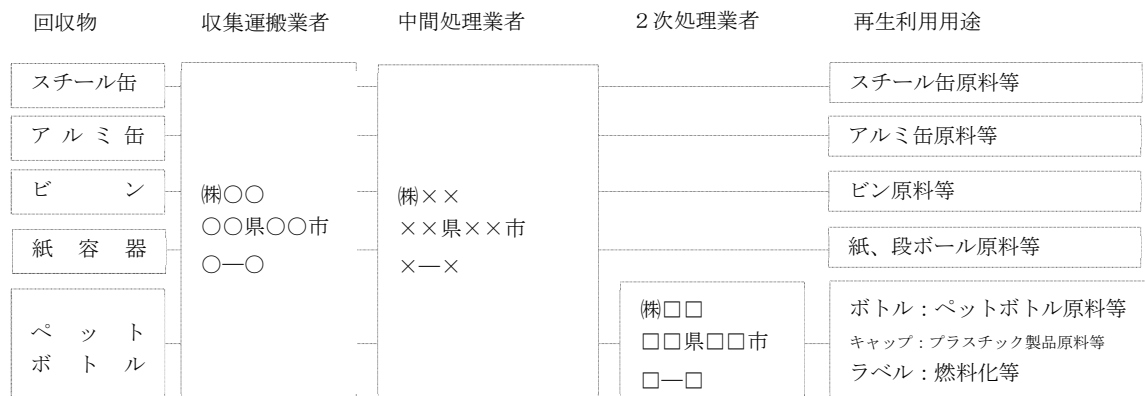 回収物 収集運搬業者 中間処理業者 ２次処理業者 再生利用用途
スチール缶
アルミ缶
ビン
紙容器
ペット
ボトル
㈱○○
○○県○○市
○―○
㈱××
××県××市
×―×
㈱□□
□□県□□市
□―□
スチール缶原料等
アルミ缶原料等
ビン原料等
紙、段ボール原料等
ボトル：ペットボトル原料等
キャップ：プラスチック製品原料等
ラベル：燃料化等